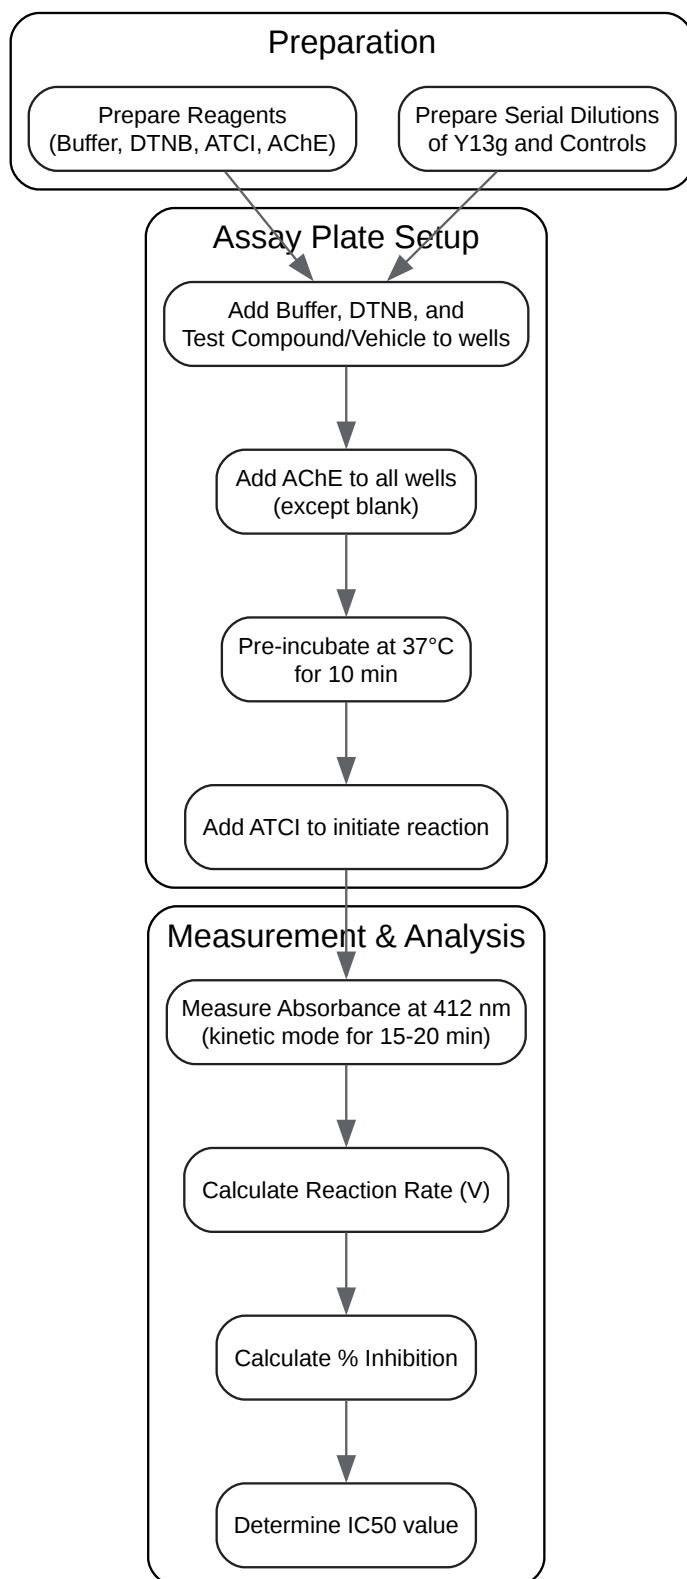 Preparation
Prepare Reagents
(Buffer, DTNB, ATCI, AChE)
Prepare Serial Dilutions
of Y13g and Controls
Assay Plate Setup
Add Buffer, DTNB, and
Test Compound/Vehicle to wells
Add AChE to all wells
(except blank)
Pre-incubate at 37°C
for 10 min
Add ATCI to initiate reaction
Measurement & Analysis
Measure Absorbance at 412 nm
(kinetic mode for 15-20 min)
Calculate Reaction Rate (V)
Calculate % Inhibition
Determine IC50 value